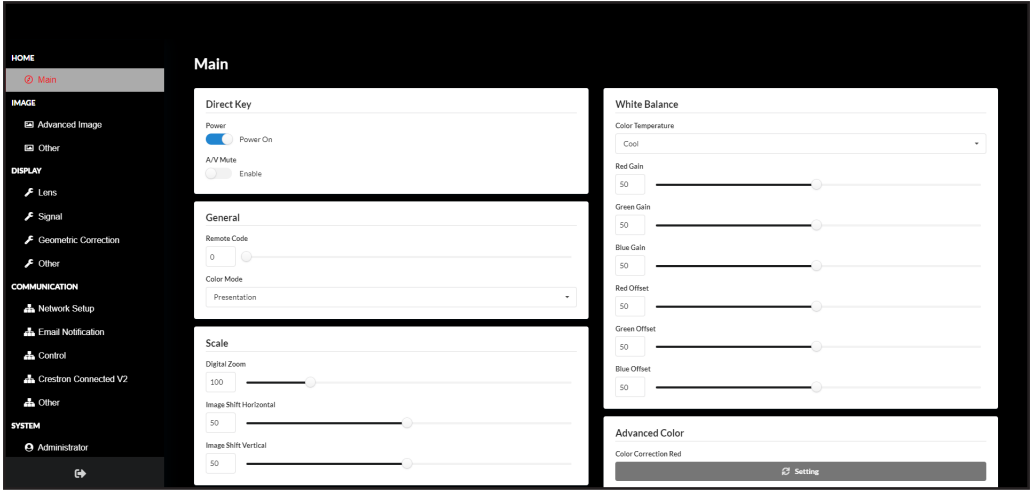 HOME
Main
IMAGE
Advanced Image
Other
DISPLAY
Lens
Signal
Geometric Correction
Other
COMMUNICATION
Network Setup
Email Notification
Control
Crestron Connected V2
Other
SYSTEM
Administrator
Main
Direct Key
Power
Power On
A/V Mute
Enable
General
Remote Code
0
Color Mode
Presentation
Scale
Digital Zoom
100
Image Shift Horizontal
50
Image Shift Vertical
50
White Balance
Color Temperature
Cool
Red Gain
50
Green Gain
50
Blue Gain
50
Red Offset
50
Green Offset
50
Blue Offset
50
Advanced Color
Color Correction Red
Setting